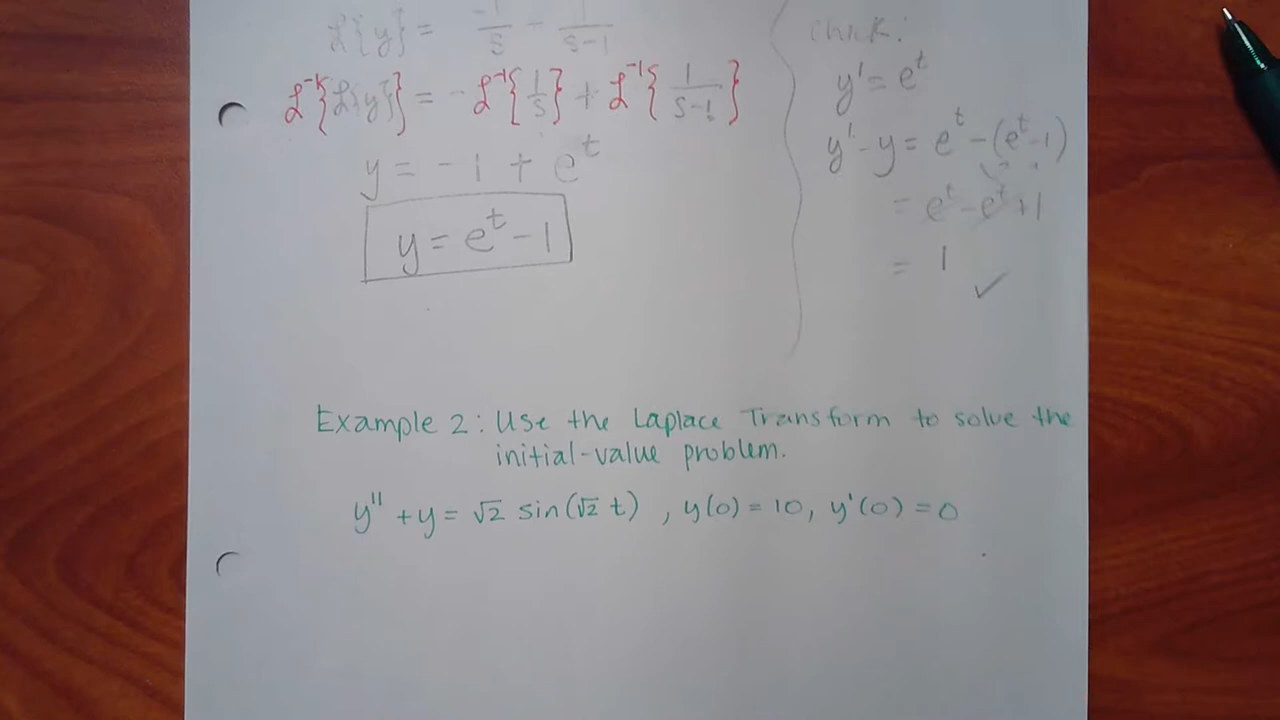 ℒ{y} = -1/s - 1/(s-1)
ℒ⁻¹{ℒ{y}} = -ℒ⁻¹{1/s} + ℒ⁻¹{1/(s-1)}
y = -1 + e^t
y = e^t - 1
Check:
y' = e^t
y' - y = e^t - (e^t - 1)
= e^t - e^t + 1
= 1 ✓
Example 2: Use the Laplace Transform to solve the
initial-value problem.
y'' + y = √2 sin(√2 t), y(0) = 10, y'(0) = 0